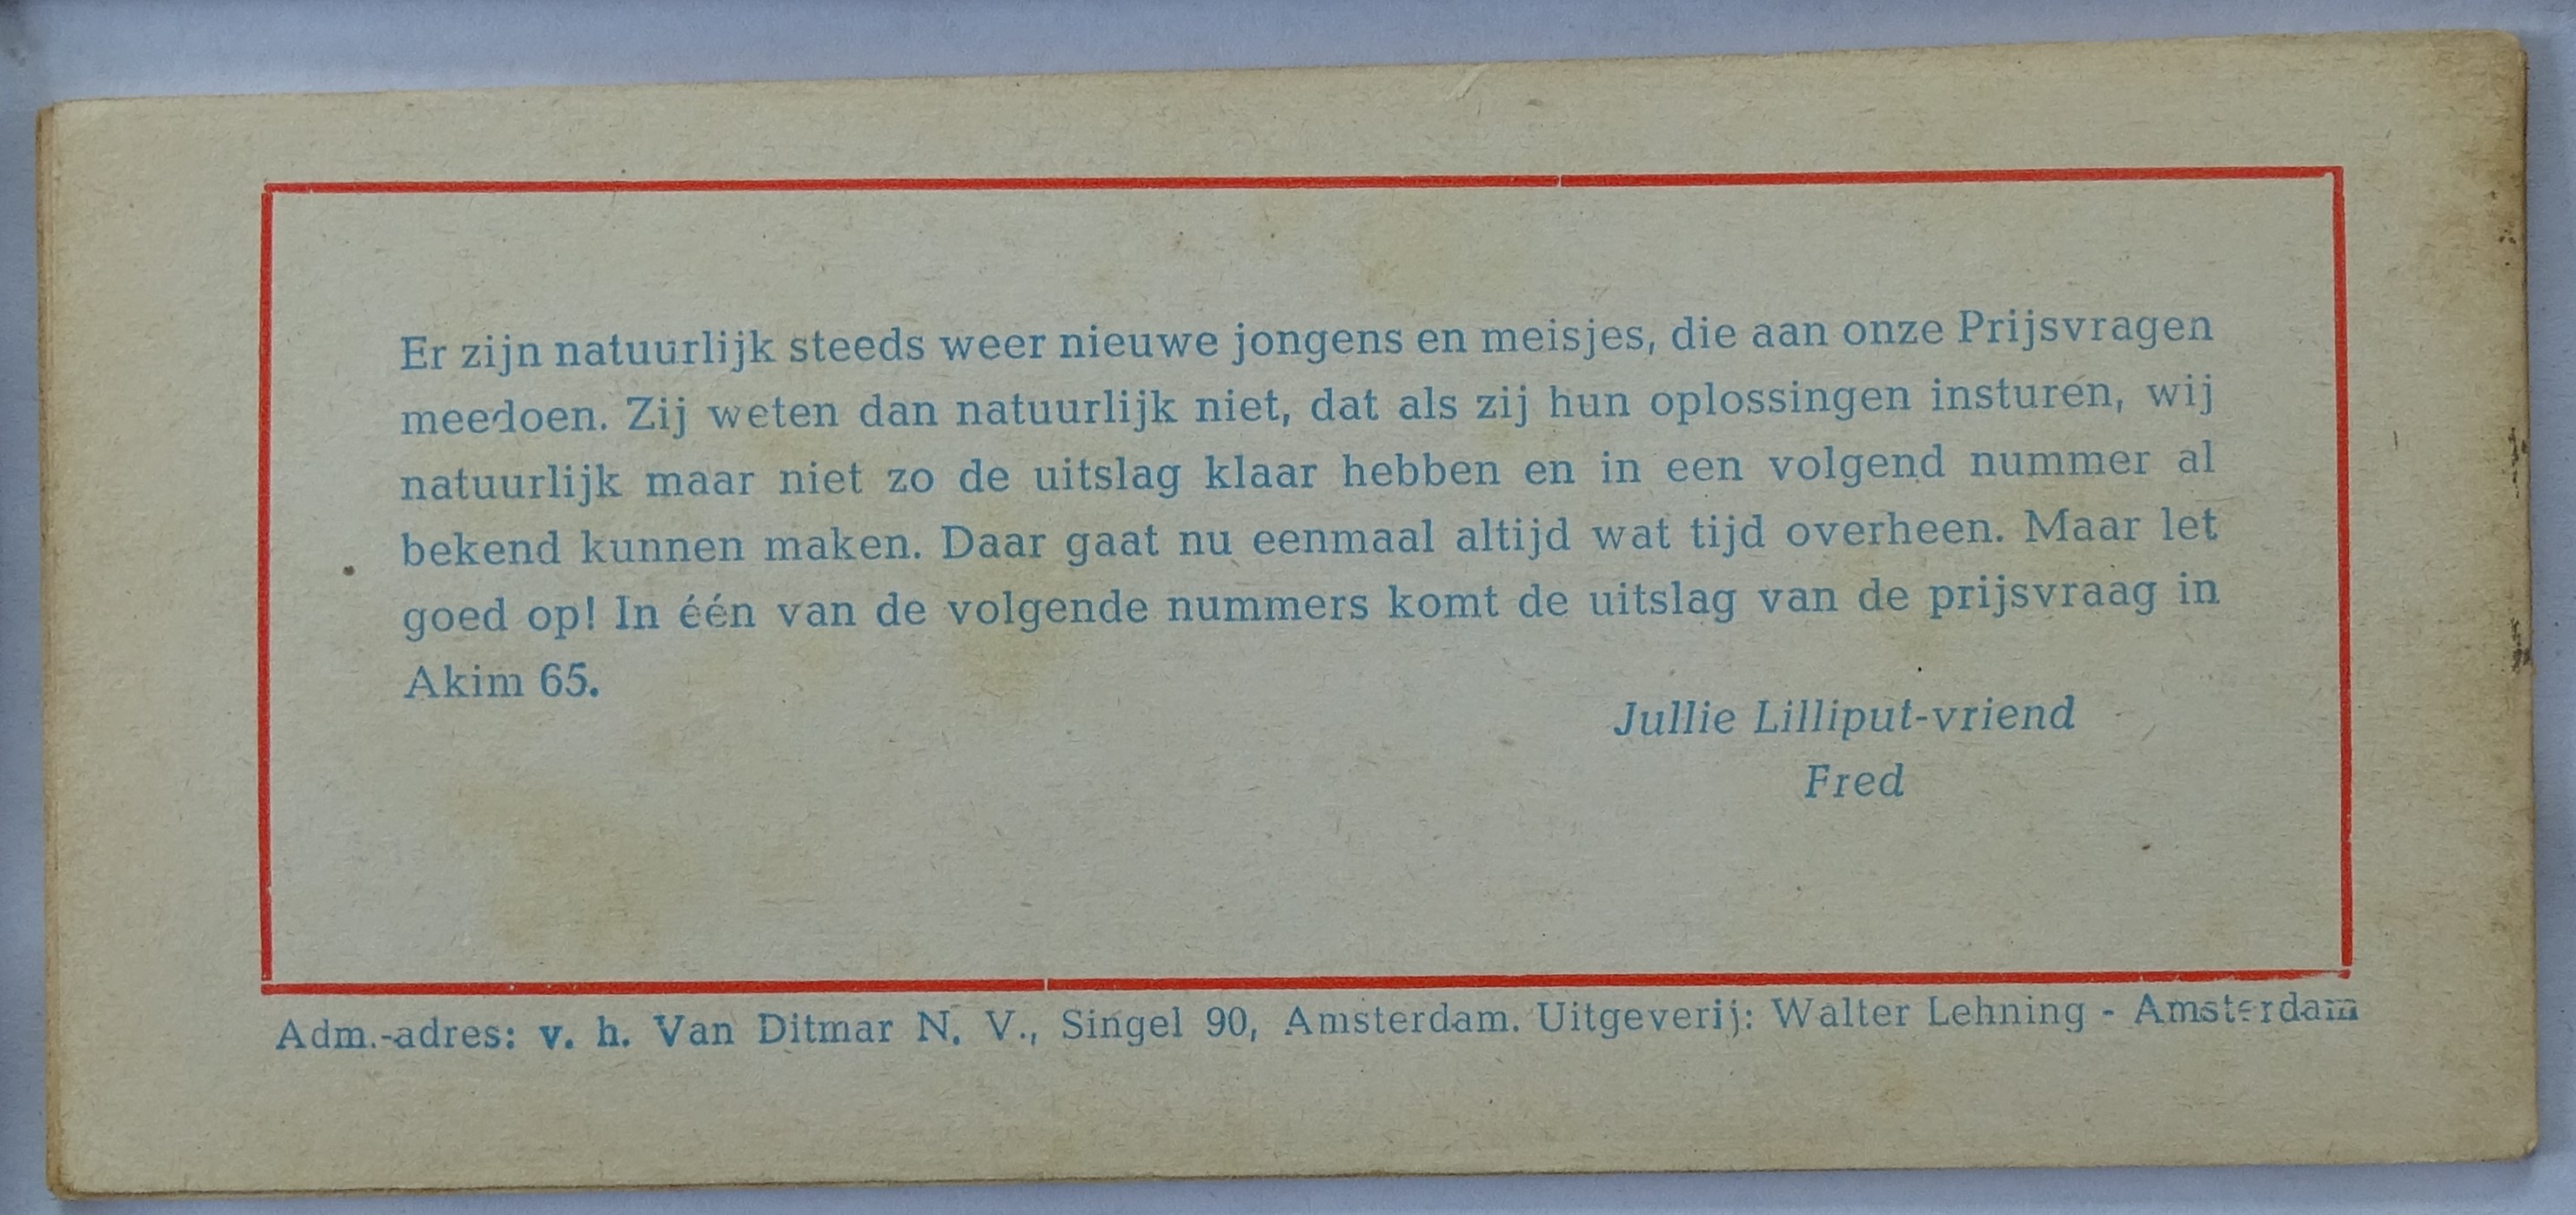 Er zijn natuurlijk steeds weer nieuwe jongens en meisjes, die aan onze Prijsvragen
meedoen. Zij weten dan natuurlijk niet, dat als zij hun oplossingen insturen, wij
natuurlijk maar niet zo de uitslag klaar hebben en in een volgend nummer al
bekend kunnen maken. Daar gaat nu eenmaal altijd wat tijd overheen. Maar let
goed op! In één van de volgende nummers komt de uitslag van de prijsvraag in
Akim 65.
Jullie Lilliput-vriend
Fred
Adm.-adres: v. h. Van Ditmar N. V., Singel 90, Amsterdam. Uitgeverij: Walter Lehning - Amsterdam